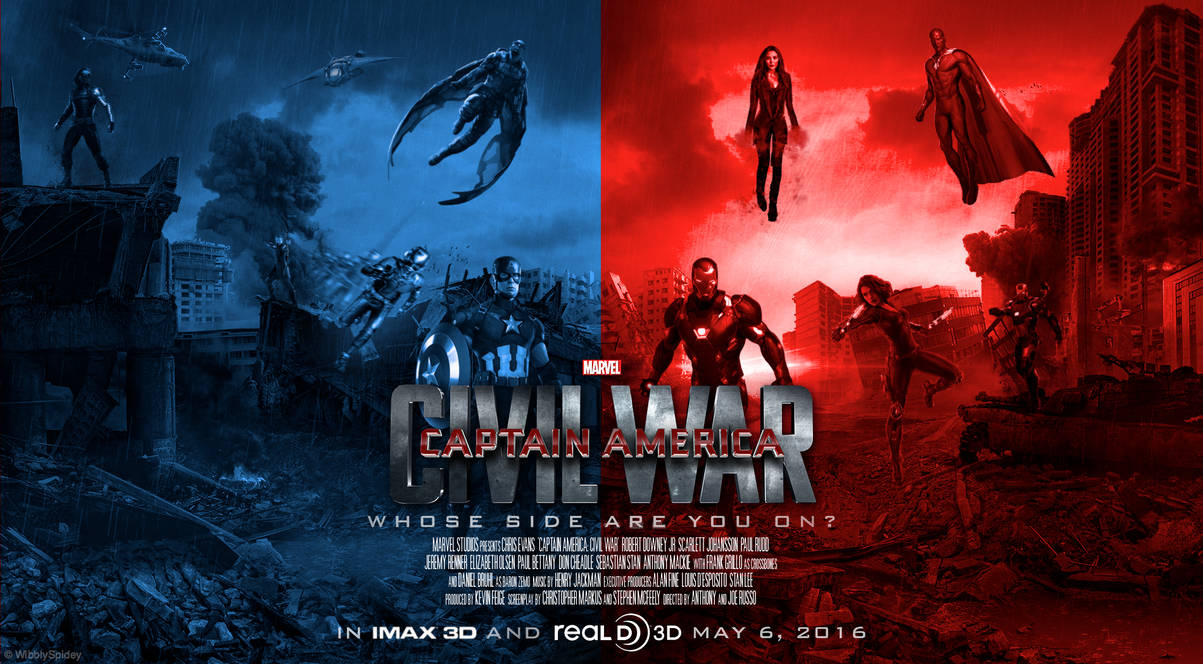 MARVEL
CIVIL WAR
CAPTAIN AMERICA
WHOSE SIDE ARE YOU ON?
MARVEL STUDIOS PRESENTS CHRIS EVANS 'CAPTAIN AMERICA: CIVIL WAR' ROBERT DOWNEY JR. SCARLETT JOHANSSON PAUL RUDD
JEREMY RENNER ELIZABETH OLSEN PAUL BETTANY DON CHEADLE SEBASTIAN STAN ANTHONY MACKIE WITH FRANK GRILLO AS CROSSBONES
AND DANIEL BRUHL AS BARON ZEMO MUSIC BY HENRY JACKMAN EXECUTIVE PRODUCERS ALAN FINE LOUIS D'ESPOSITO STAN LEE
PRODUCED BY KEVIN FEIGE SCREENPLAY BY CHRISTOPHER MARKUS AND STEPHEN MCFEELY DIRECTED BY ANTHONY AND JOE RUSSO
IN IMAX 3D AND REAL D 3D MAY 6, 2016
© WibblySpidey